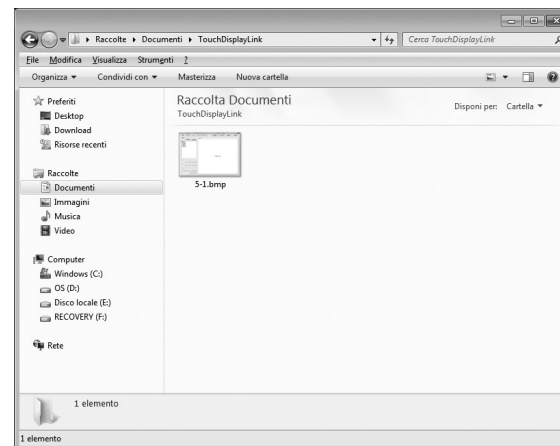 Raccolte ▸ Documenti ▸ TouchDisplayLink
Cerca TouchDisplayLink
File Modifica Visualizza Strumenti ?
Organizza Condividi con Masterizza Nuova cartella
Preferiti
Desktop
Download
Risorse recenti
Raccolte
Documenti
Immagini
Musica
Video
Computer
Windows (C:)
OS (D:)
Disco locale (E:)
RECOVERY (F:)
Rete
Raccolta Documenti
TouchDisplayLink
Disponi per: Cartella
5-1.bmp
1 elemento
1 elemento